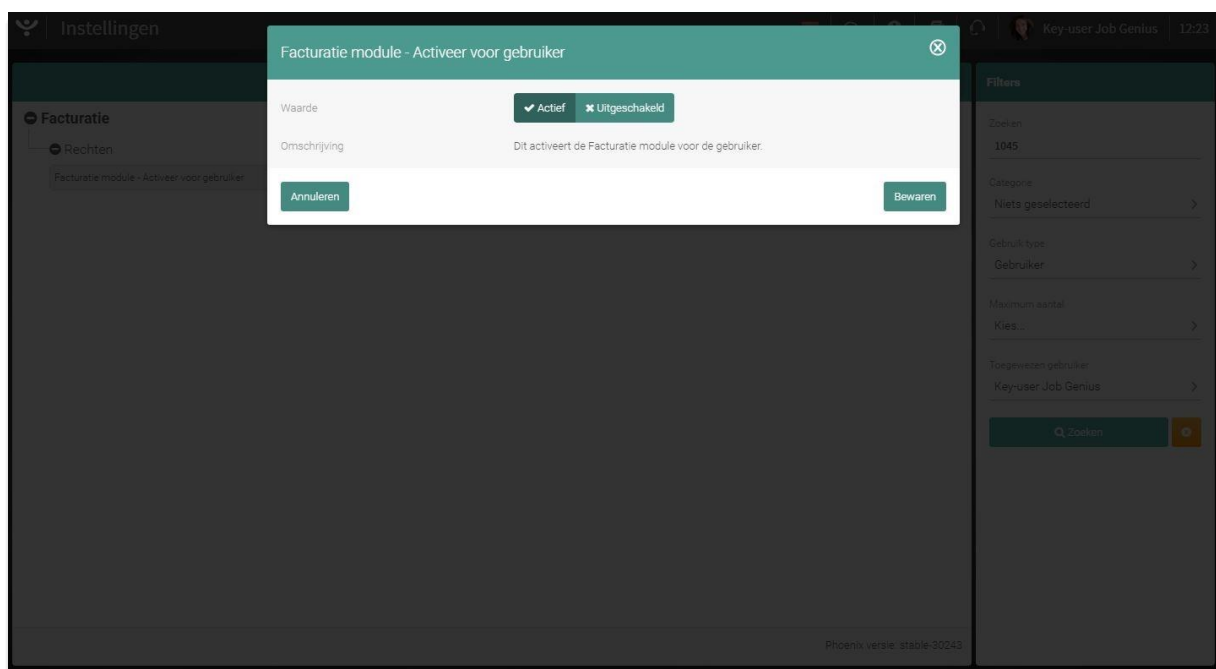 Instellingen
Key-user Job Genius
12:23
Facturatie module - Activeer voor gebruiker
Waarde
Actief
Uitgeschakeld
Omschrijving
Dit activeert de Facturatie module voor de gebruiker.
Annuleren
Bewaren
Facturatie
Rechten
Facturatie module - Activeer voor gebruiker
Filters
Zoeken
1045
Categorie
Niets geselecteerd
Gebruik type
Gebruiker
Maximum aantal
Kies...
Toegewezen gebruiker
Key-user Job Genius
Zoeken
Phoenix versie: stable-30243